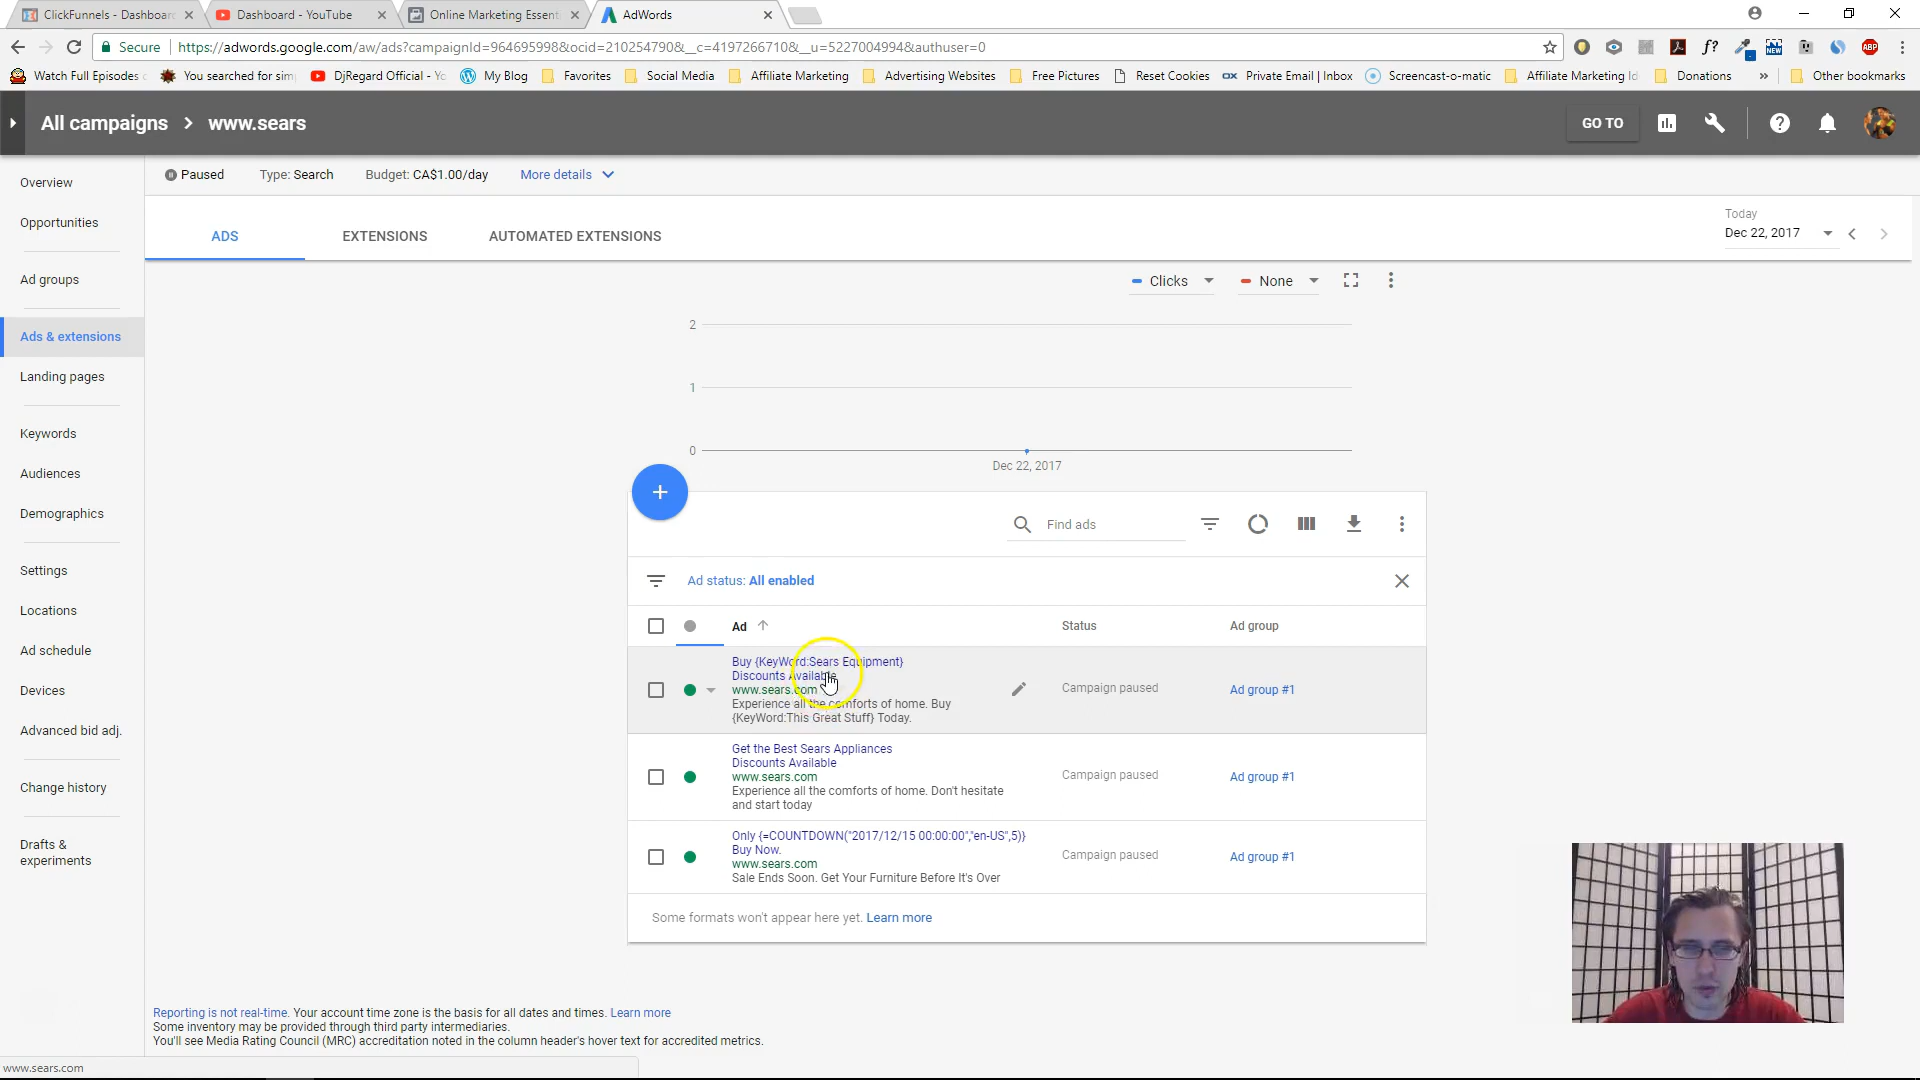 ClickFunnels - Dashboard
Dashboard - YouTube
Online Marketing Essent
AdWords
Secure
https://adwords.google.com/aw/ads?campaignId=964695998&ocid=210254790&__c=4197266710&__u=5227004994&authuser=0
f?
NEW
ABP
Watch Full Episodes
You searched for sim
DjRegard Official - Yo
My Blog
Favorites
Social Media
Affiliate Marketing
Advertising Websites
Free Pictures
Reset Cookies
ox
Private Email | Inbox
Screencast-o-matic
Affiliate Marketing Id
Donations
»
Other bookmarks
All campaigns > www.sears
GO TO
Paused
Type: Search
Budget: CA$1.00/day
More details
Overview
Opportunities
Ad groups
Ads & extensions
Landing pages
Keywords
Audiences
Demographics
Settings
Locations
Ad schedule
Devices
Advanced bid adj.
Change history
Drafts &
experiments
ADS
EXTENSIONS
AUTOMATED EXTENSIONS
Today
Dec 22, 2017
Clicks
None
2
1
0
Dec 22, 2017
Find ads
Ad status: All enabled
Ad
Status
Ad group
Buy {KeyWord:Sears Equipment}
Discounts Available
www.sears.com
Experience all the comforts of home. Buy
{KeyWord:This Great Stuff} Today.
Campaign paused
Ad group #1
Get the Best Sears Appliances
Discounts Available
www.sears.com
Experience all the comforts of home. Don't hesitate
and start today
Campaign paused
Ad group #1
Only {=COUNTDOWN("2017/12/15 00:00:00","en-US",5)}
Buy Now.
www.sears.com
Sale Ends Soon. Get Your Furniture Before It's Over
Campaign paused
Ad group #1
Some formats won't appear here yet. Learn more
Reporting is not real-time. Your account time zone is the basis for all dates and times. Learn more
Some inventory may be provided through third party intermediaries.
You'll see Media Rating Council (MRC) accreditation noted in the column header's hover text for accredited metrics.
www.sears.com